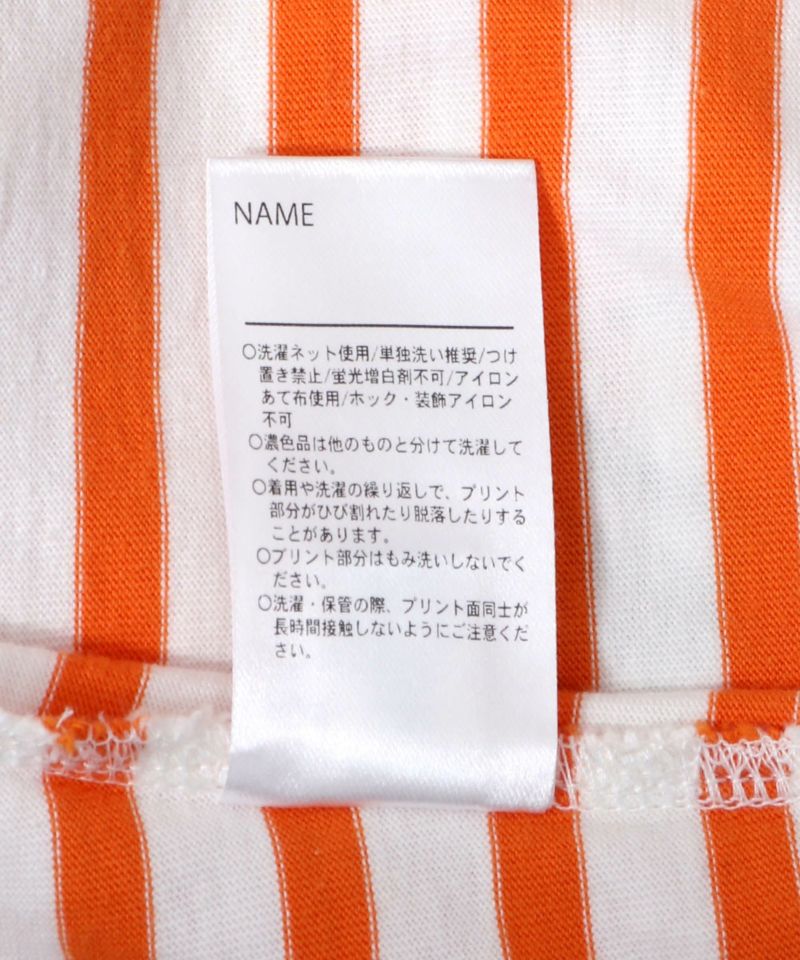 NAME
〇洗濯ネット使用/単独洗い推奨/つけ
置き禁止/蛍光増白剤不可/アイロン
あて布使用/ホック・装飾アイロン
不可
〇濃色品は他のものと分けて洗濯して
ください。
〇着用や洗濯の繰り返しで、プリント
部分がひび割れたり脱落したりする
ことがあります。
〇プリント部分はもみ洗いしないでく
ださい。
〇洗濯・保管の際、プリント面同士が
長時間接触しないようにご注意くだ
さい。